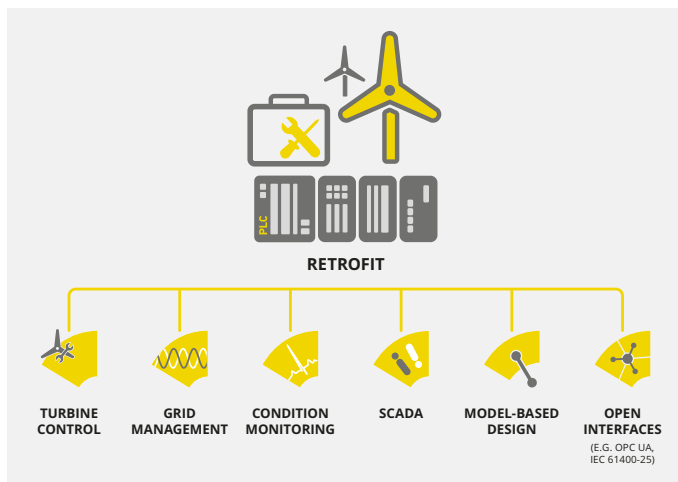 PLC
RETROFIT
TURBINE
CONTROL
GRID
MANAGEMENT
CONDITION
MONITORING
SCADA
MODEL-BASED
DESIGN
OPEN
INTERFACES
(E.G. OPC UA,
IEC 61400-25)